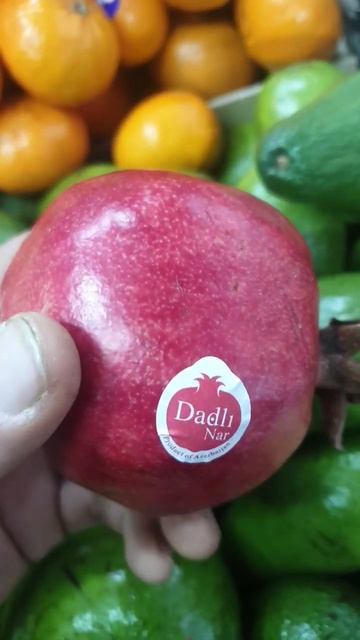 Dadlı
Nar
Product of Azerbaijan